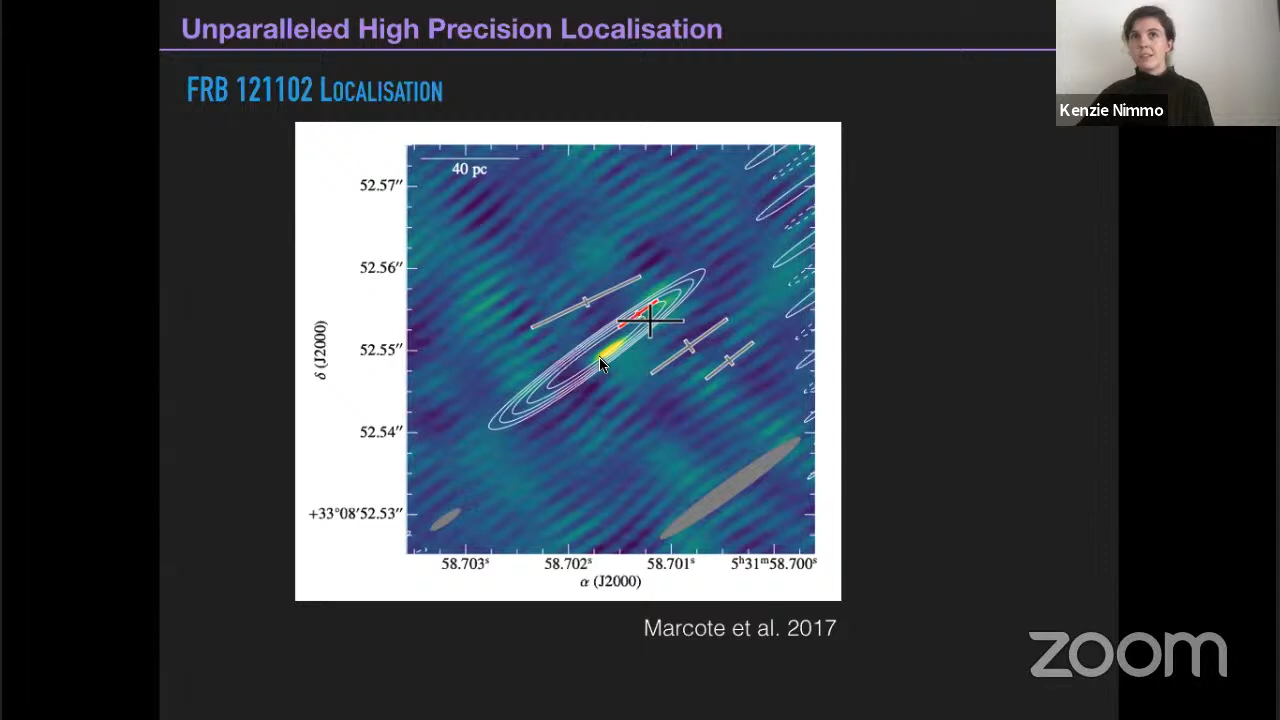 Unparalleled High Precision Localisation
FRB 121102 LOCALISATION
Kenzie Nimmo
40 pc
52.57″
52.56″
52.55″
52.54″
+33°08′52.53″
δ (J2000)
58.703ˢ 58.702ˢ 58.701ˢ 5ʰ31ᵐ58.700ˢ
α (J2000)
Marcote et al. 2017
zoom